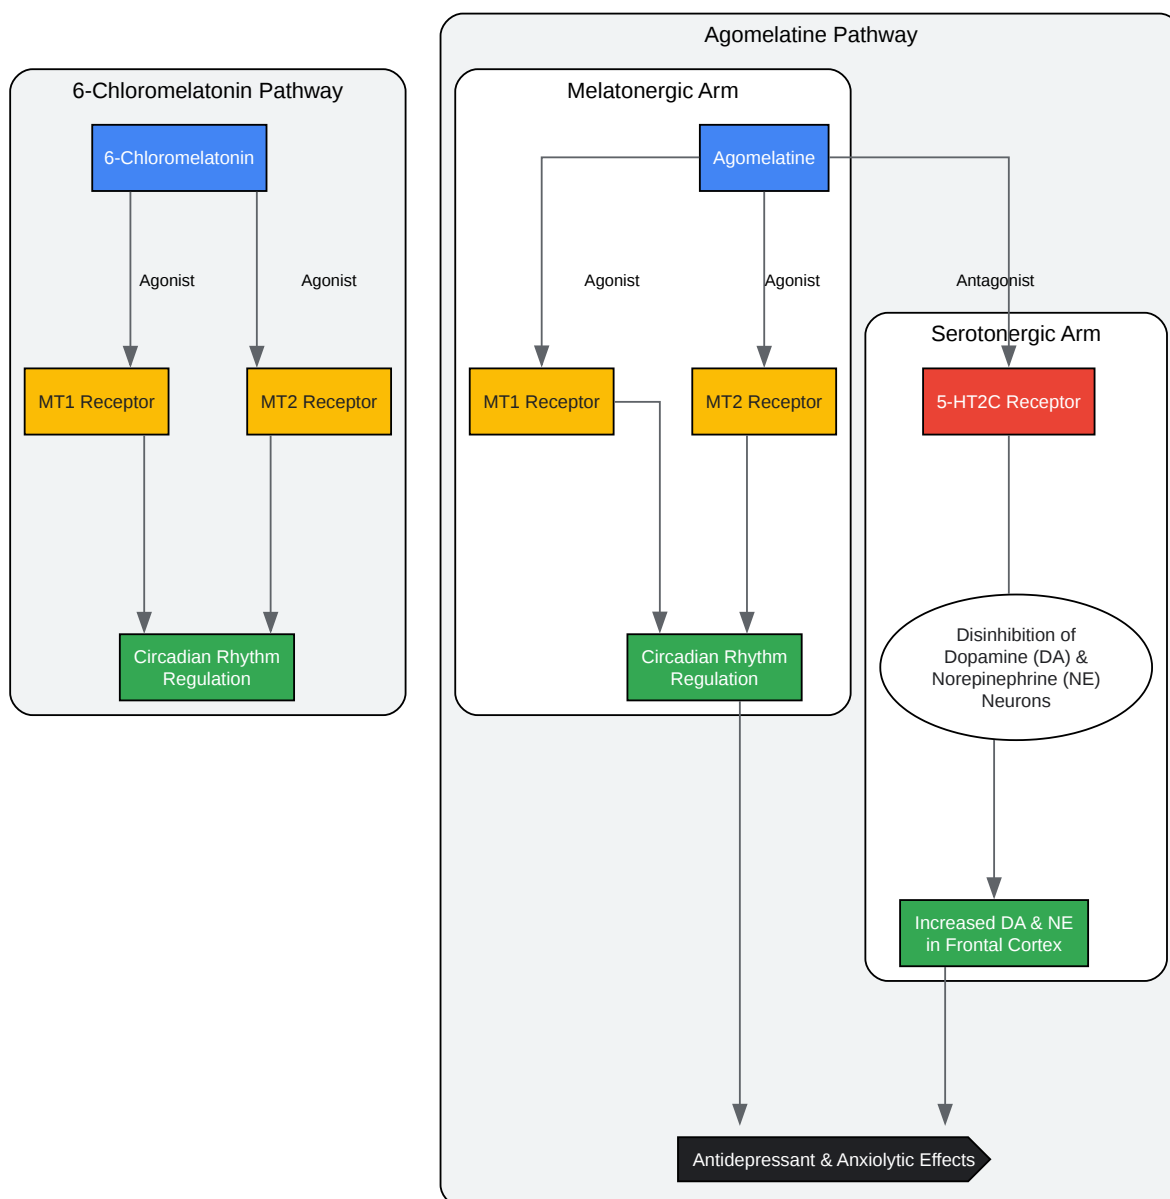 Agomelatine Pathway
6-Chloromelatonin Pathway
Melatonergic Arm
6-Chloromelatonin
Agomelatine
Agonist
Agonist
Agonist
Agonist
Antagonist
Serotonergic Arm
MT1 Receptor
MT2 Receptor
MT1 Receptor
MT2 Receptor
5-HT2C Receptor
Circadian Rhythm
Regulation
Circadian Rhythm
Regulation
Disinhibition of
Dopamine (DA) &
Norepinephrine (NE)
Neurons
Increased DA & NE
in Frontal Cortex
Antidepressant & Anxiolytic Effects